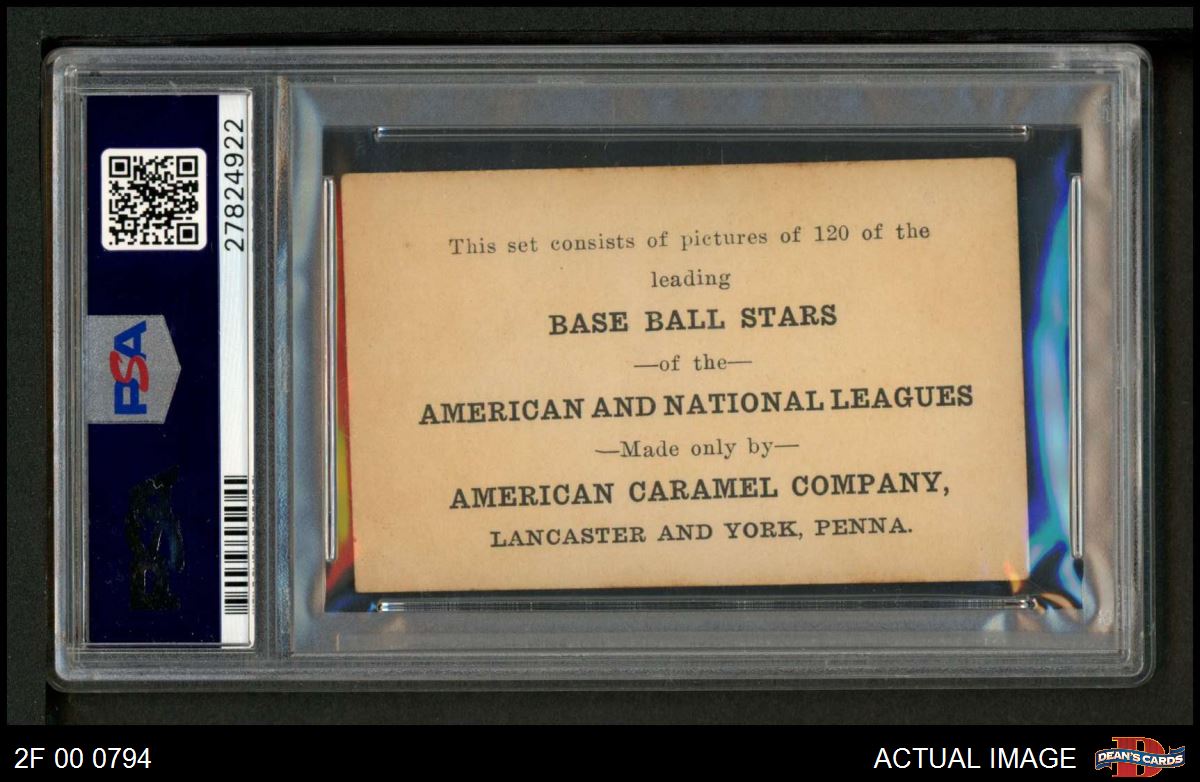 27824922
PSA
This set consists of pictures of 120 of the
leading
BASE BALL STARS
—of the—
AMERICAN AND NATIONAL LEAGUES
—Made only by—
AMERICAN CARAMEL COMPANY,
LANCASTER AND YORK, PENNA.
2F 00 0794
ACTUAL IMAGE
DEAN'S CARDS